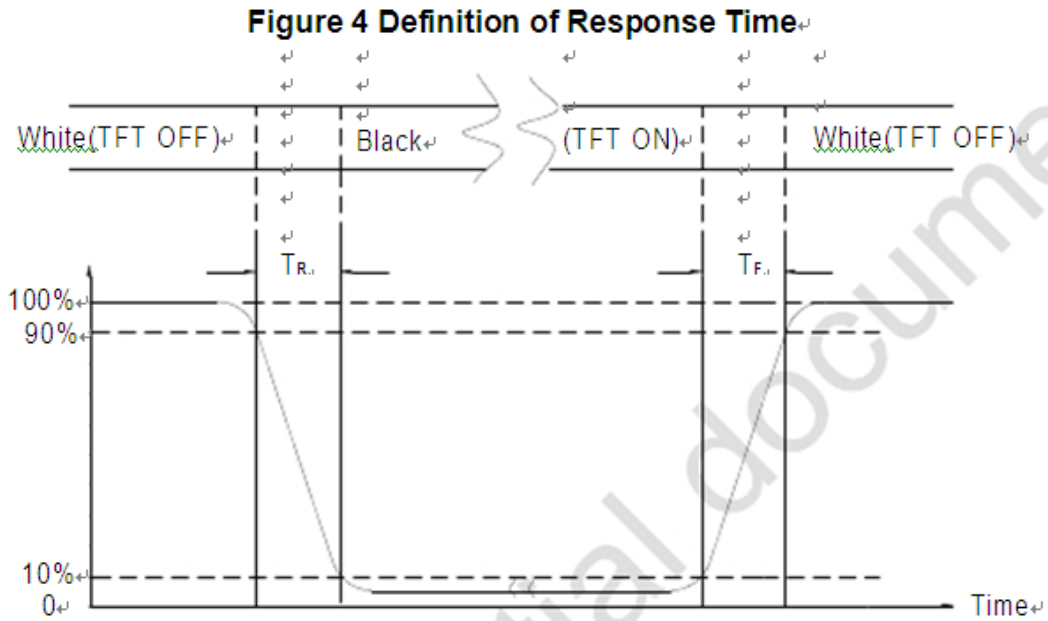 Figure 4 Definition of Response Time
White(TFT OFF) Black (TFT ON) White(TFT OFF)
TR TF
100%
90%
10%
0
Time